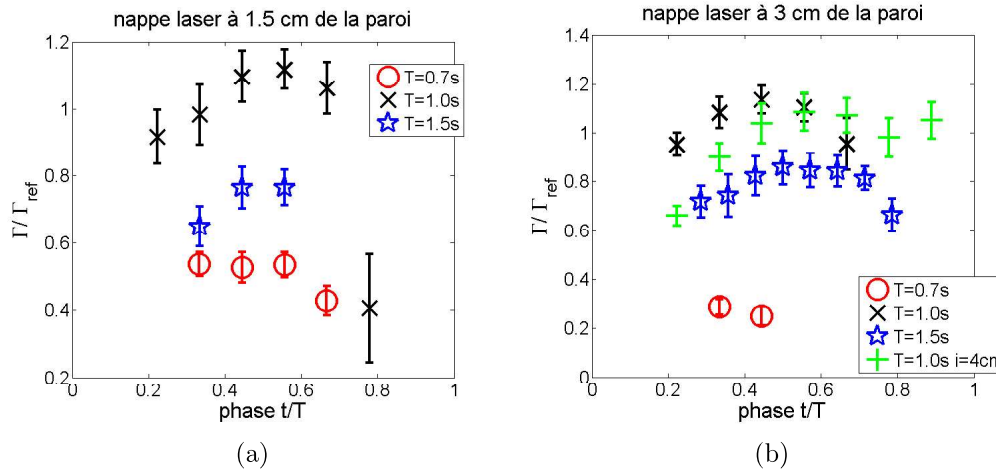 nappe laser à 1.5 cm de la paroi
1.2
1
0.8
0.6
0.4
0.2
Γ/ Γref
0
0.2
0.4
0.6
0.8
1
phase t/T
T=0.7s
T=1.0s
T=1.5s
(a)
nappe laser à 3 cm de la paroi
1.4
1.2
1
0.8
0.6
0.4
0.2
0
Γ/ Γref
0
0.2
0.4
0.6
0.8
1
phase t/T
T=0.7s
T=1.0s
T=1.5s
T=1.0s i=4cm
(b)